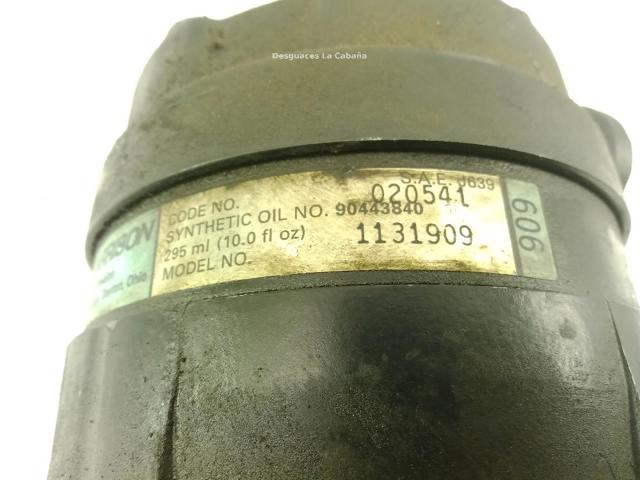 Desguaces La Cabaña
S.A.E. J639
CODE NO. 020541
SYNTHETIC OIL NO. 90443840
295 ml (10.0 fl oz)
MODEL NO. 1131909
909
Ohio